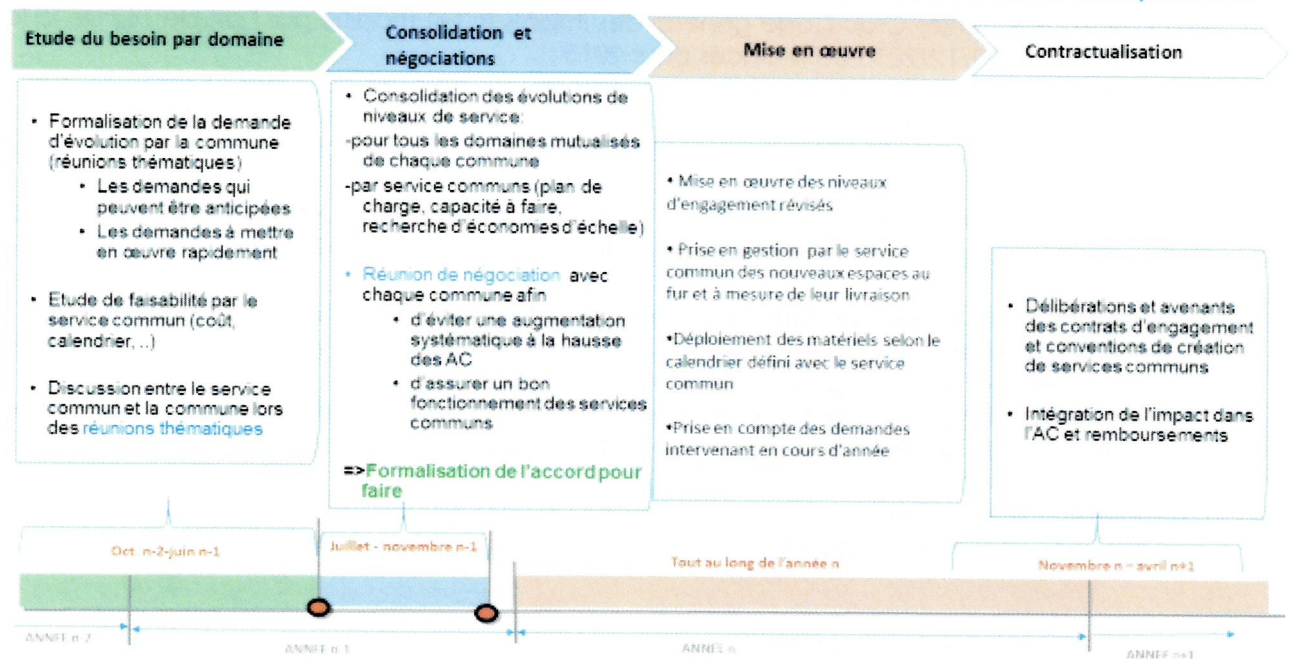 Etude du besoin par domaine
Consolidation et
négociations
Mise en œuvre
Contractualisation
• Formalisation de la demande
d'évolution par la commune
(réunions thématiques)
• Les demandes qui
peuvent être anticipées
• Les demandes à mettre
en œuvre rapidement
• Etude de faisabilité par le
service commun (coût,
calendrier, ..)
• Discussion entre le service
commun et la commune lors
des réunions thématiques
• Consolidation des évolutions de
niveaux de service:
-pour tous les domaines mutualisés
de chaque commune
-par service communs (plan de
charge, capacité à faire,
recherche d'économies d'échelle)
• Réunion de négociation avec
chaque commune afin
• d'éviter une augmentation
systématique à la hausse
des AC
• d'assurer un bon
fonctionnement des services
communs
=>Formalisation de l'accord pour
faire
• Mise en œuvre des niveaux
d'engagement révisés
• Prise en gestion par le service
commun des nouveaux espaces au
fur et à mesure de leur livraison
•Déploiement des matériels selon le
calendrier défini avec le service
commun
•Prise en compte des demandes
intervenant en cours d'année
• Délibérations et avenants
des contrats d'engagement
et conventions de création
de services communs
• Intégration de l'impact dans
l'AC et remboursements
Oct n-2-juin n-1
Juillet - novembre n-1
Tout au long de l'année n
Novembre n – avril n+1
ANNEE n-2
ANNEE n-1
ANNEE n
ANNEE n+1